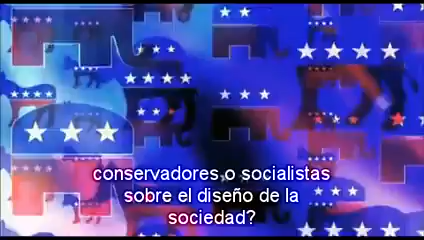 conservadores o socialistas
sobre el diseño de la
sociedad?